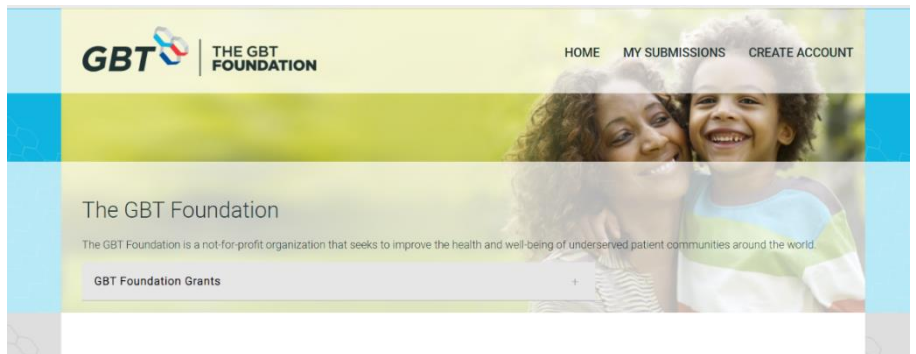 GBT
THE GBT
FOUNDATION
HOME MY SUBMISSIONS CREATE ACCOUNT
The GBT Foundation
The GBT Foundation is a not-for-profit organization that seeks to improve the health and well-being of underserved patient communities around the world.
GBT Foundation Grants +